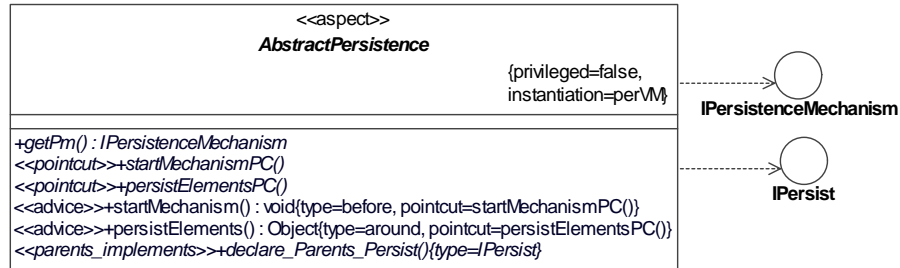 <<aspect>>
AbstractPersistence
{privileged=false,
instantiation=perVM}
IPersistenceMechanism
+getPm() : IPersistenceMechanism
<<pointcut>>+startMechanismPC()
<<pointcut>>+persistElementsPC()
IPersist
<<advice>>+startMechanism() : void{type=before, pointcut=startMechanismPC()}
<<advice>>+persistElements() : Object{type=around, pointcut=persistElementsPC()}
<<parents_implements>>+declare_Parents_Persist(){type=IPersist}